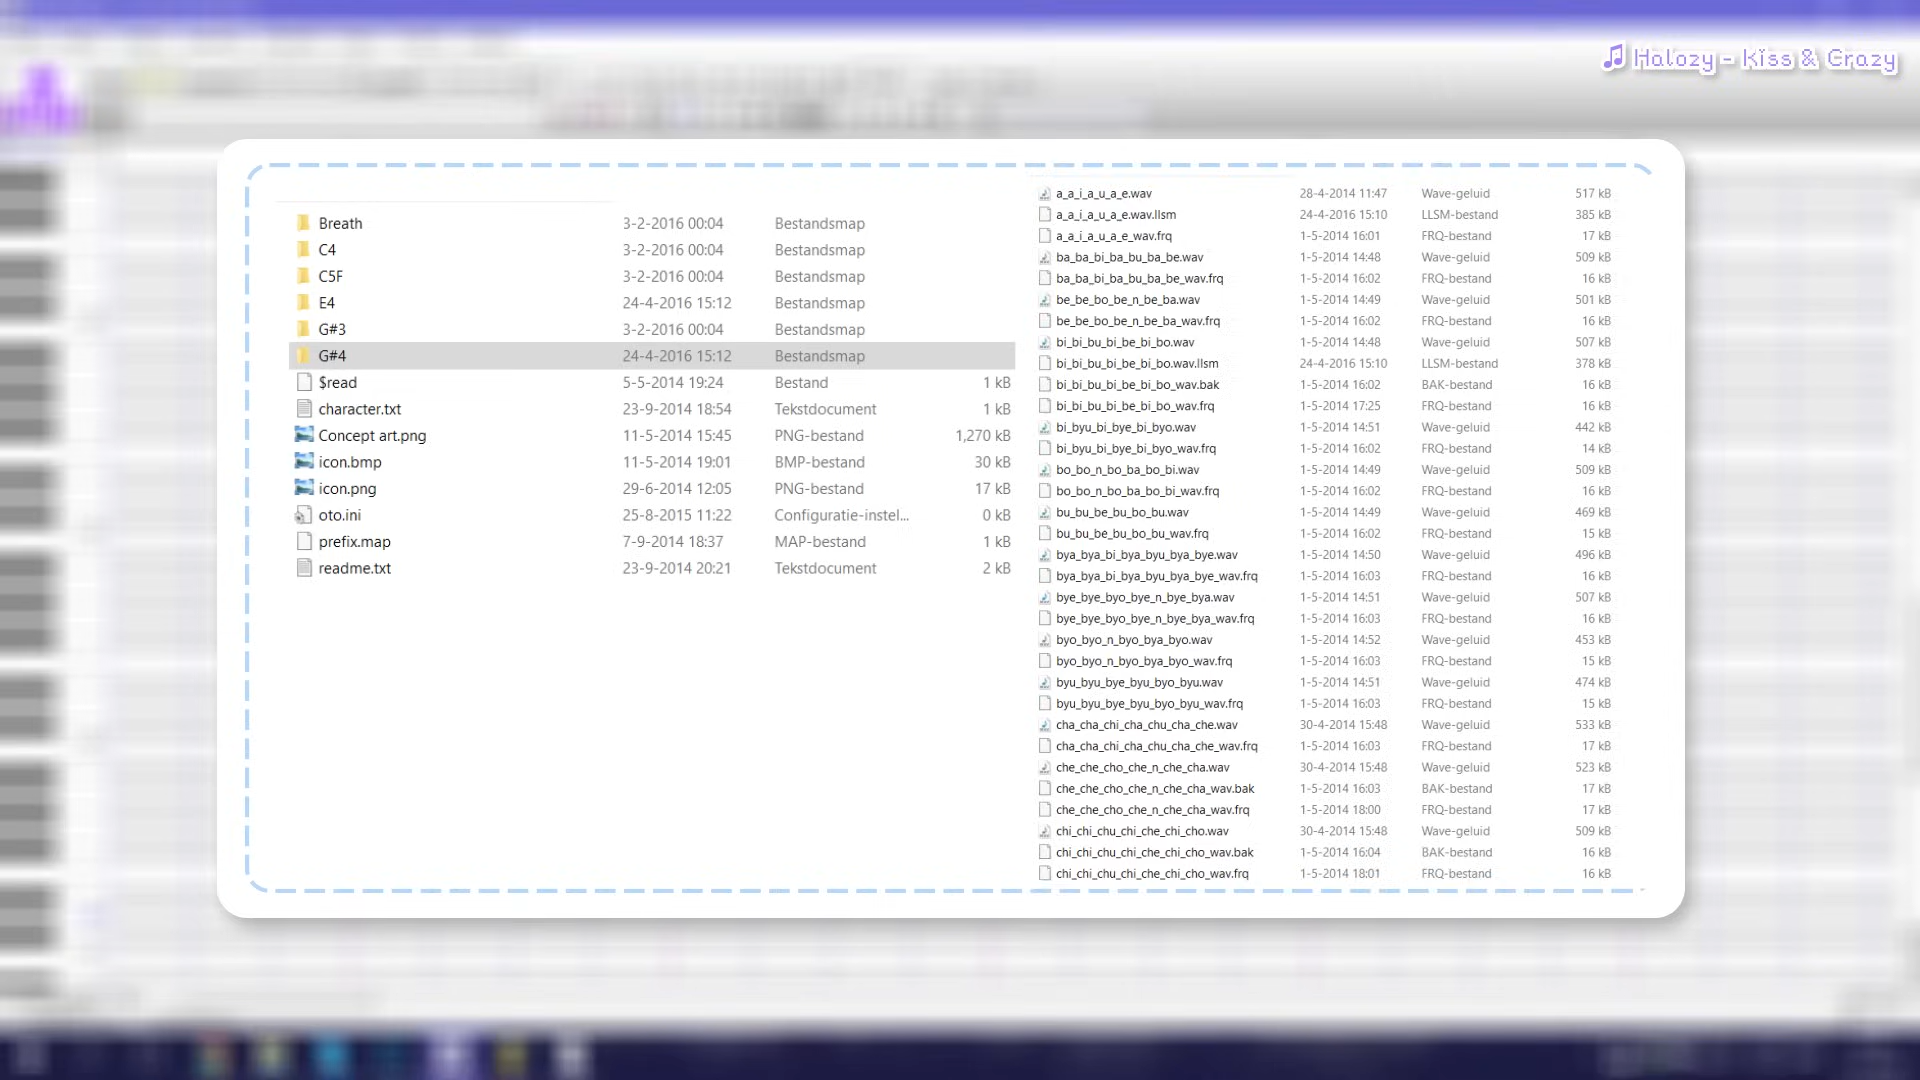 Halozy - Kiss & Crazy
Breath 3-2-2016 00:04 Bestandsmap
C4 3-2-2016 00:04 Bestandsmap
C5F 3-2-2016 00:04 Bestandsmap
E4 24-4-2016 15:12 Bestandsmap
G#3 3-2-2016 00:04 Bestandsmap
G#4 24-4-2016 15:12 Bestandsmap
$read 5-5-2014 19:24 Bestand 1 kB
character.txt 23-9-2014 18:54 Tekstdocument 1 kB
Concept art.png 11-5-2014 15:45 PNG-bestand 1,270 kB
icon.bmp 11-5-2014 19:01 BMP-bestand 30 kB
icon.png 29-6-2014 12:05 PNG-bestand 17 kB
oto.ini 25-8-2015 11:22 Configuratie-instel... 0 kB
prefix.map 7-9-2014 18:37 MAP-bestand 1 kB
readme.txt 23-9-2014 20:21 Tekstdocument 2 kB
a_a_i_a_u_a_e.wav 28-4-2014 11:47 Wave-geluid 517 kB
a_a_i_a_u_a_e.wav.llsm 24-4-2016 15:10 LLSM-bestand 385 kB
a_a_i_a_u_a_e_wav.frq 1-5-2014 16:01 FRQ-bestand 17 kB
ba_ba_bi_ba_bu_ba_be.wav 1-5-2014 14:48 Wave-geluid 509 kB
ba_ba_bi_ba_bu_ba_be_wav.frq 1-5-2014 16:02 FRQ-bestand 16 kB
be_be_bo_be_n_be_ba.wav 1-5-2014 14:49 Wave-geluid 501 kB
be_be_bo_be_n_be_ba_wav.frq 1-5-2014 16:02 FRQ-bestand 16 kB
bi_bi_bu_bi_be_bi_bo.wav 1-5-2014 14:48 Wave-geluid 507 kB
bi_bi_bu_bi_be_bi_bo.wav.llsm 24-4-2016 15:10 LLSM-bestand 378 kB
bi_bi_bu_bi_be_bi_bo_wav.bak 1-5-2014 16:02 BAK-bestand 16 kB
bi_bi_bu_bi_be_bi_bo_wav.frq 1-5-2014 17:25 FRQ-bestand 16 kB
bi_byu_bi_bye_bi_byo.wav 1-5-2014 14:51 Wave-geluid 442 kB
bi_byu_bi_bye_bi_byo_wav.frq 1-5-2014 16:02 FRQ-bestand 14 kB
bo_bo_n_bo_ba_bo_bi.wav 1-5-2014 14:49 Wave-geluid 509 kB
bo_bo_n_bo_ba_bo_bi_wav.frq 1-5-2014 16:02 FRQ-bestand 16 kB
bu_bu_be_bu_bo_bu.wav 1-5-2014 14:49 Wave-geluid 469 kB
bu_bu_be_bu_bo_bu_wav.frq 1-5-2014 16:02 FRQ-bestand 15 kB
bya_bya_bi_bya_byu_bya_bye.wav 1-5-2014 14:50 Wave-geluid 496 kB
bya_bya_bi_bya_byu_bya_bye_wav.frq 1-5-2014 16:03 FRQ-bestand 16 kB
bye_bye_byo_bye_n_bye_bya.wav 1-5-2014 14:51 Wave-geluid 507 kB
bye_bye_byo_bye_n_bye_bya_wav.frq 1-5-2014 16:03 FRQ-bestand 16 kB
byo_byo_n_byo_bya_byo.wav 1-5-2014 14:52 Wave-geluid 453 kB
byo_byo_n_byo_bya_byo_wav.frq 1-5-2014 16:03 FRQ-bestand 15 kB
byu_byu_bye_byu_byo_byu.wav 1-5-2014 14:51 Wave-geluid 474 kB
byu_byu_bye_byu_byo_byu_wav.frq 1-5-2014 16:03 FRQ-bestand 15 kB
cha_cha_chi_cha_chu_cha_che.wav 30-4-2014 15:48 Wave-geluid 533 kB
cha_cha_chi_cha_chu_cha_che_wav.frq 1-5-2014 16:03 FRQ-bestand 17 kB
che_che_cho_che_n_che_cha.wav 30-4-2014 15:48 Wave-geluid 523 kB
che_che_cho_che_n_che_cha_wav.bak 1-5-2014 16:03 BAK-bestand 17 kB
che_che_cho_che_n_che_cha_wav.frq 1-5-2014 18:00 FRQ-bestand 17 kB
chi_chi_chu_chi_che_chi_cho.wav 30-4-2014 15:48 Wave-geluid 509 kB
chi_chi_chu_chi_che_chi_cho_wav.bak 1-5-2014 16:04 BAK-bestand 16 kB
chi_chi_chu_chi_che_chi_cho_wav.frq 1-5-2014 18:01 FRQ-bestand 16 kB